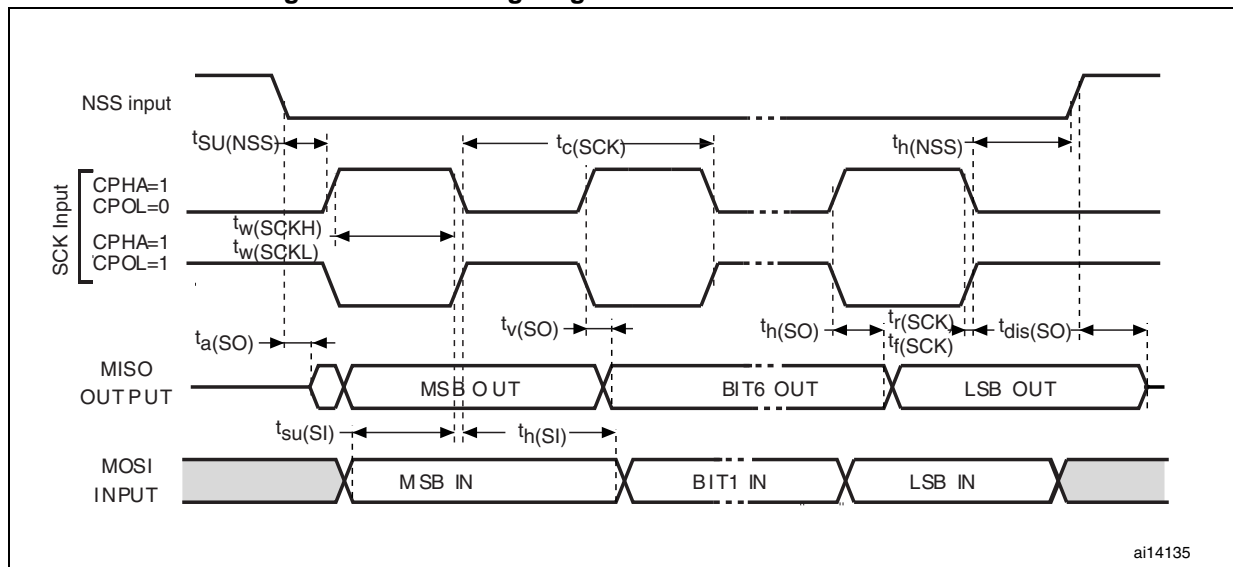 NSS input
tSU(NSS)
tc(SCK)
th(NSS)
SCK Input
CPHA=1
CPOL=0
tw(SCKH)
tw(SCKL)
CPHA=1
CPOL=1
ta(SO)
tv(SO)
th(SO)
tr(SCK)
tf(SCK)
tdis(SO)
MISO
OUTPUT
MSB OUT
BIT6 OUT
LSB OUT
tsu(SI)
th(SI)
MOSI
INPUT
MSB IN
BIT1 IN
LSB IN
ai14135